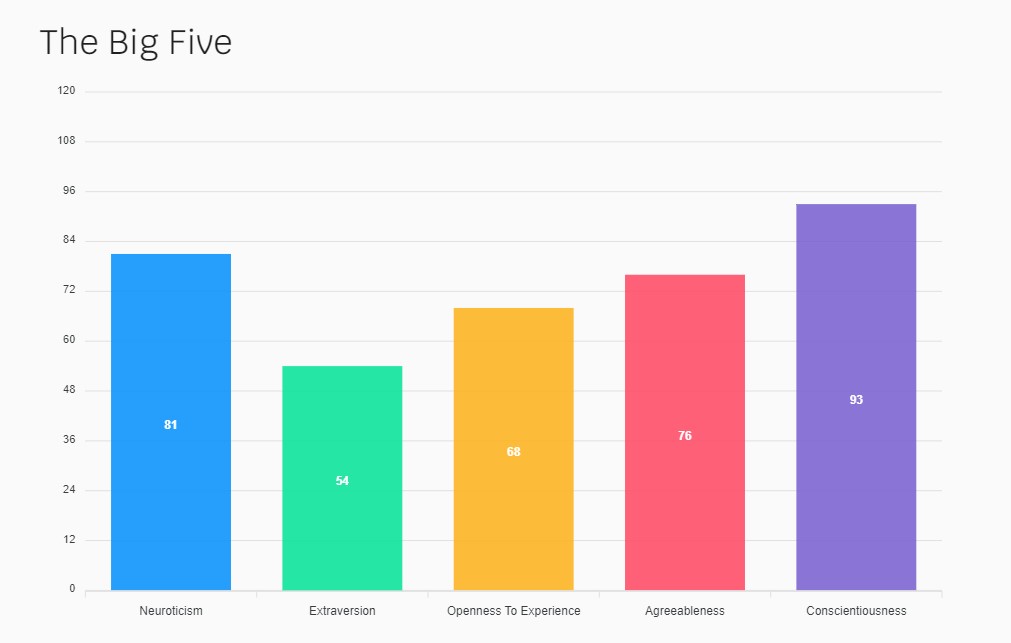 The Big Five
120
108
96
84
72
60
48
36
24
12
0
81
54
68
76
93
Neuroticism
Extraversion
Openness To Experience
Agreeableness
Conscientiousness